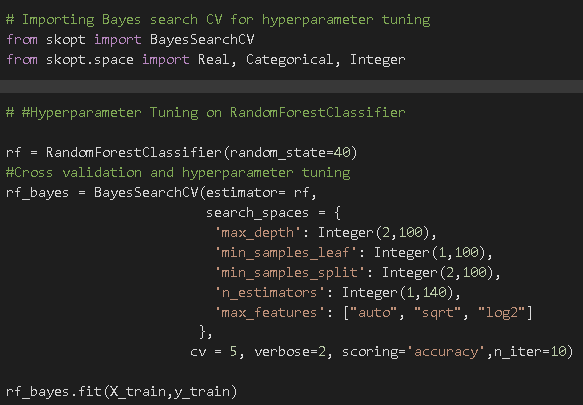 # Importing Bayes search CV for hyperparameter tuning
from skopt import BayesSearchCV
from skopt.space import Real, Categorical, Integer
# #Hyperparameter Tuning on RandomForestClassifier
rf = RandomForestClassifier(random_state=40)
#Cross validation and hyperparameter tuning
rf_bayes = BayesSearchCV(estimator= rf,
search_spaces = {
'max_depth': Integer(2,100),
'min_samples_leaf': Integer(1,100),
'min_samples_split': Integer(2,100),
'n_estimators': Integer(1,140),
'max_features': ["auto", "sqrt", "log2"]
},
cv = 5, verbose=2, scoring='accuracy',n_iter=10)
rf_bayes.fit(X_train,y_train)